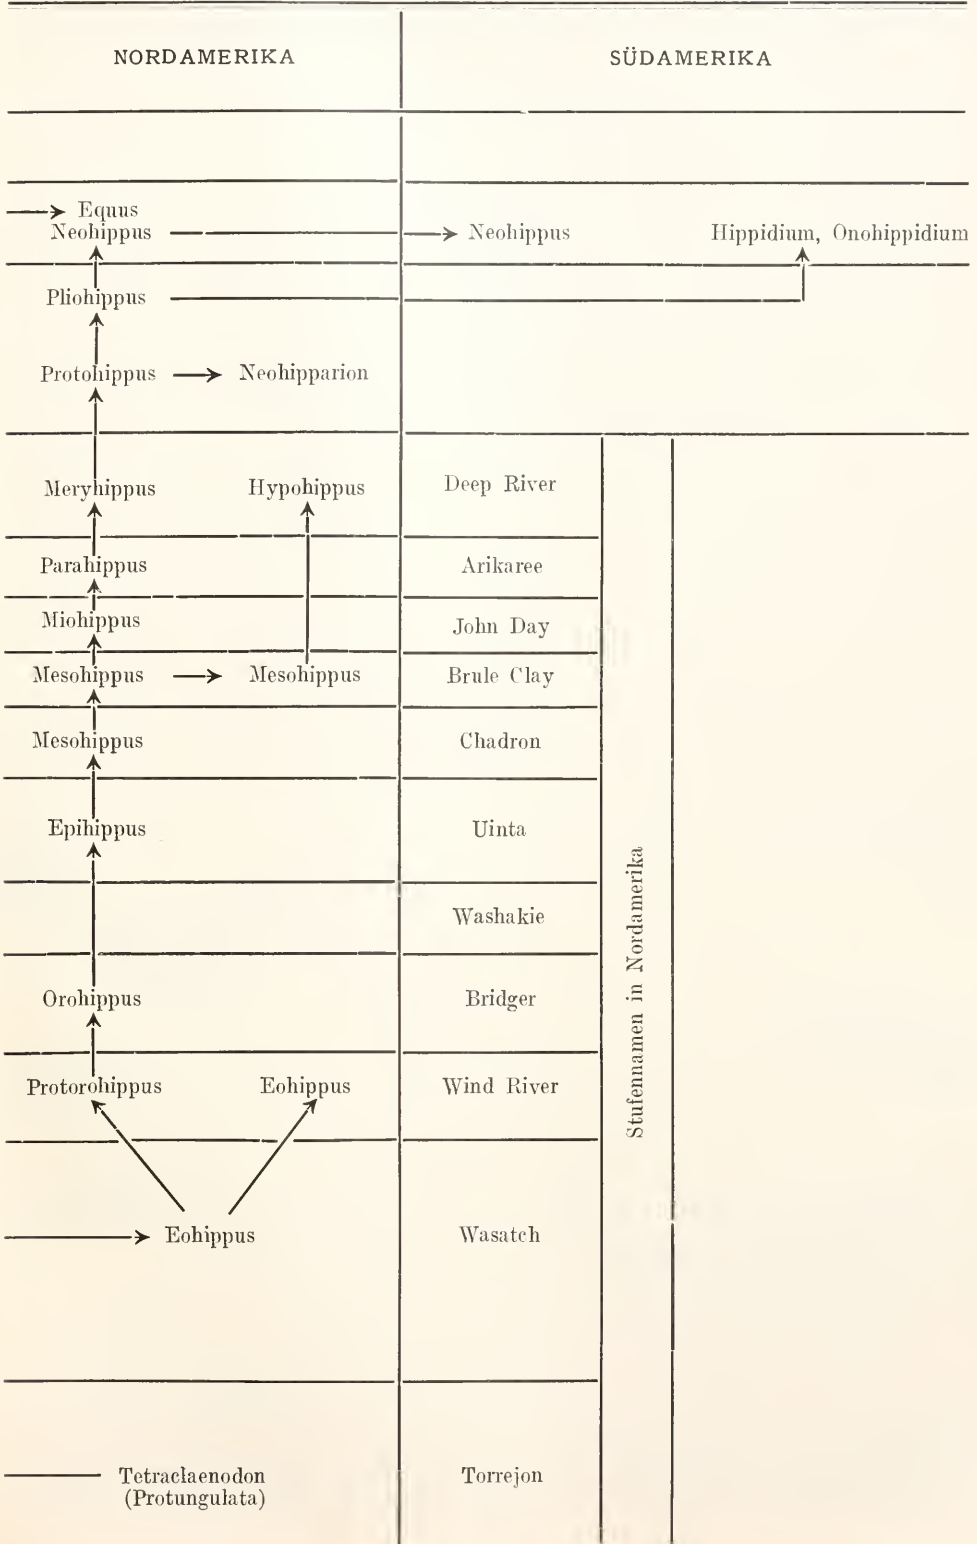 NORDAMERIKA
SÜDAMERIKA
Equus
Neohippus
Neohippus
Hippidium, Onohippidium
Pliohippus
Protohippus
Neohipparion
Meryhippus
Hypohippus
Deep River
Parahippus
Arikaree
Miohippus
John Day
Mesohippus
Mesohippus
Brule Clay
Mesohippus
Chadron
Epihippus
Uinta
Washakie
Orohippus
Bridger
Protorohippus
Eohippus
Wind River
Eohippus
Wasatch
Tetraclaenodon
(Protungulata)
Torrejon
Stufennamen in Nordamerika